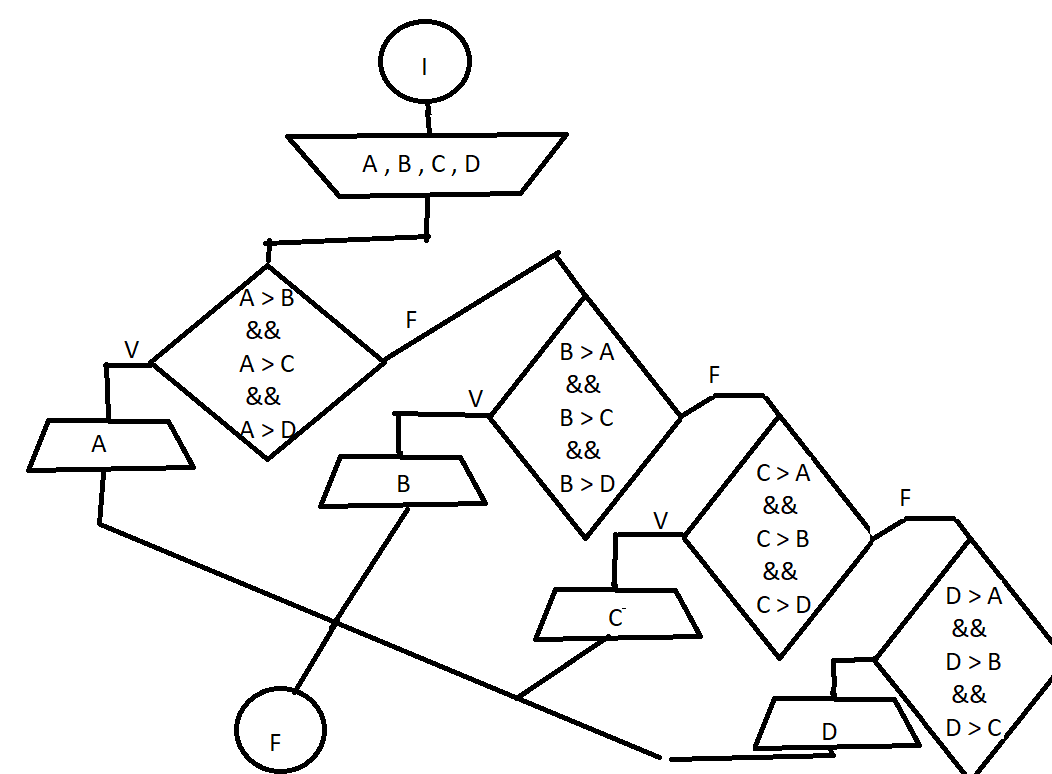 I
A , B , C , D
A > B
&&
A > C
&&
A > D
V
F
A
B > A
&&
B > C
&&
B > D
V
F
B
C > A
&&
C > B
&&
C > D
V
F
C
D > A
&&
D > B
&&
D > C
D
F